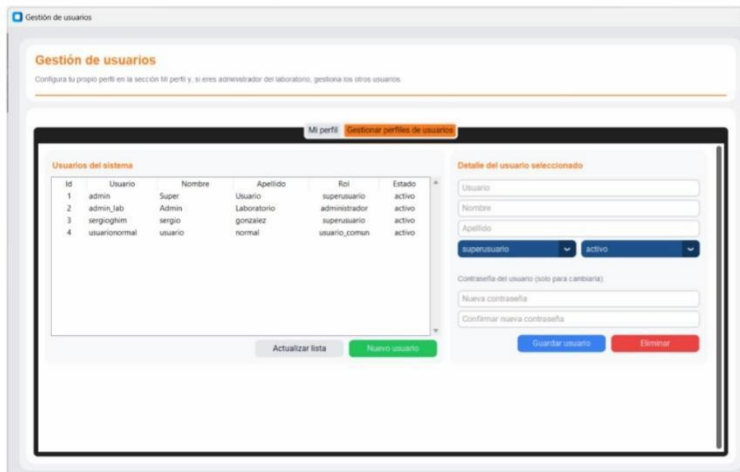 Gestión de usuarios
Gestión de usuarios
Configura tu propio perfil en la sección Mi perfil y, si eres administrador del laboratorio, gestiona los otros usuarios.
Mi perfil Gestionar perfiles de usuarios
Usuarios del sistema
Id Usuario Nombre Apellido Rol Estado
1 admin Super Usuario superusuario activo
2 admin_lab Admin Laboratorio administrador activo
3 sergioghim sergio gonzalez superusuario activo
4 usuarionormal usuario normal usuario_comun activo
Actualizar lista Nuevo usuario
Detalle del usuario seleccionado
Usuario
Nombre
Apellido
superusuario activo
Contraseña del usuario (solo para cambiarla)
Nueva contraseña
Confirmar nueva contraseña
Guardar usuario Eliminar